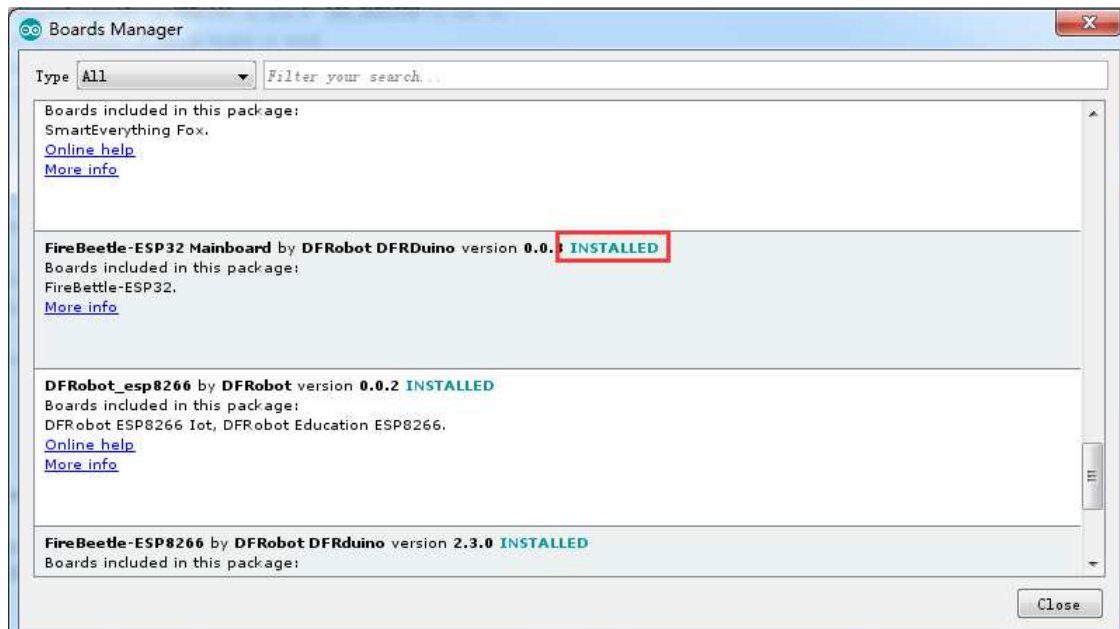 Boards Manager
Type All Filter your search...
Boards included in this package:
SmartEverything Fox.
Online help
More info
FireBeetle-ESP32 Mainboard by DFRobot DFRDuino version 0.0.3 INSTALLED
Boards included in this package:
FireBettle-ESP32.
More info
DFRobot_esp8266 by DFRobot version 0.0.2 INSTALLED
Boards included in this package:
DFRobot ESP8266 Iot, DFRobot Education ESP8266.
Online help
More info
FireBeetle-ESP8266 by DFRobot DFRduino version 2.3.0 INSTALLED
Boards included in this package:
Close